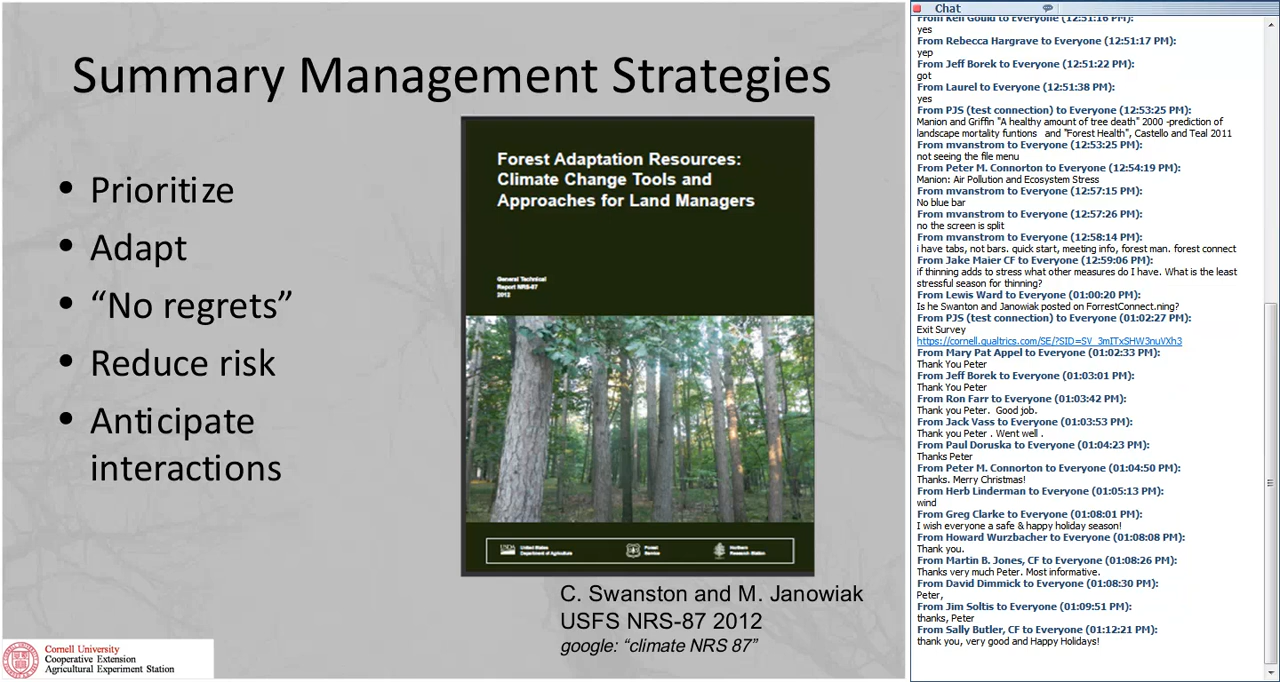 Summary Management Strategies
• Prioritize
• Adapt
• “No regrets”
• Reduce risk
• Anticipate
interactions
Forest Adaptation Resources:
Climate Change Tools and
Approaches for Land Managers
General Technical
Report NRS-87
2012
USDA
United States
Department of Agriculture
Forest
Service
Northern
Research Station
C. Swanston and M. Janowiak
USFS NRS-87 2012
google: “climate NRS 87”
Cornell University
Cooperative Extension
Agricultural Experiment Station
Chat
From Ken Gould to Everyone (12:51:16 PM):
yes
From Rebecca Hargrave to Everyone (12:51:17 PM):
yep
From Jeff Borek to Everyone (12:51:22 PM):
got
From Laurel to Everyone (12:51:38 PM):
yes
From PJS (test connection) to Everyone (12:53:25 PM):
Manion and Griffin "A healthy amount of tree death" 2000 -prediction of
landscape mortality funtions and "Forest Health", Castello and Teal 2011
From mvanstrom to Everyone (12:53:25 PM):
not seeing the file menu
From Peter M. Connorton to Everyone (12:54:19 PM):
Manion: Air Pollution and Ecosystem Stress
From mvanstrom to Everyone (12:57:15 PM):
No blue bar
From mvanstrom to Everyone (12:57:26 PM):
no the screen is split
From mvanstrom to Everyone (12:58:14 PM):
i have tabs, not bars. quick start, meeting info, forest man. forest connect
From Jake Maier CF to Everyone (12:59:06 PM):
if thinning adds to stress what other measures do I have. What is the least
stressful season for thinning?
From Lewis Ward to Everyone (01:00:20 PM):
Is he Swanton and Janowiak posted on ForrestConnect.ning?
From PJS (test connection) to Everyone (01:02:27 PM):
Exit Survey
https://cornell.qualtrics.com/SE/?SID=SV_3mITxSHW3nuVXh3
From Mary Pat Appel to Everyone (01:02:33 PM):
Thank You Peter
From Jeff Borek to Everyone (01:03:01 PM):
Thank You Peter
From Ron Farr to Everyone (01:03:42 PM):
Thank you Peter. Good job.
From Jack Vass to Everyone (01:03:53 PM):
Thank you Peter . Went well .
From Paul Doruska to Everyone (01:04:23 PM):
Thanks Peter
From Peter M. Connorton to Everyone (01:04:50 PM):
Thanks. Merry Christmas!
From Herb Linderman to Everyone (01:05:13 PM):
wind
From Greg Clarke to Everyone (01:08:01 PM):
I wish everyone a safe & happy holiday season!
From Howard Wurzbacher to Everyone (01:08:08 PM):
Thank you.
From Martin B. Jones, CF to Everyone (01:08:26 PM):
Thanks very much Peter. Most informative.
From David Dimmick to Everyone (01:08:30 PM):
Peter,
From Jim Soltis to Everyone (01:09:51 PM):
thanks, Peter
From Sally Butler, CF to Everyone (01:12:21 PM):
thank you, very good and Happy Holidays!